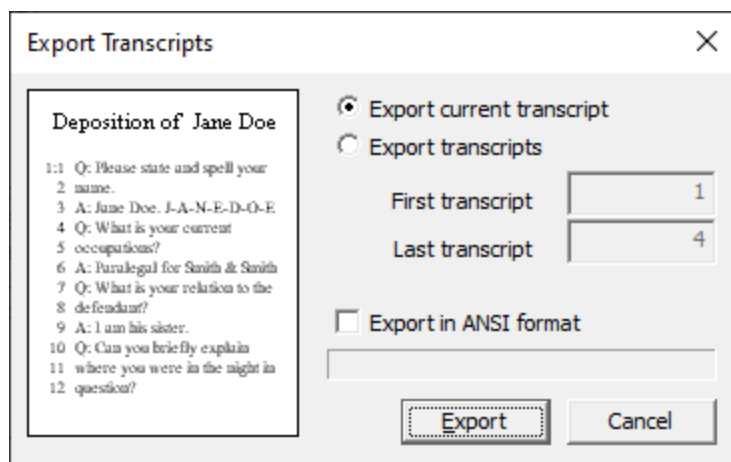 Export Transcripts
Deposition of Jane Doe
1:1 Q: Please state and spell your
2 name.
3 A: Jane Doe. J-A-N-E-D-O-E
4 Q: What is your current
5 occupations?
6 A: Paralegal for Smith & Smith
7 Q: What is your relation to the
8 defendant?
9 A: I am his sister.
10 Q: Can you briefly explain
11 where you were in the night in
12 question?
Export current transcript
Export transcripts
First transcript 1
Last transcript 4
Export in ANSI format
Export Cancel